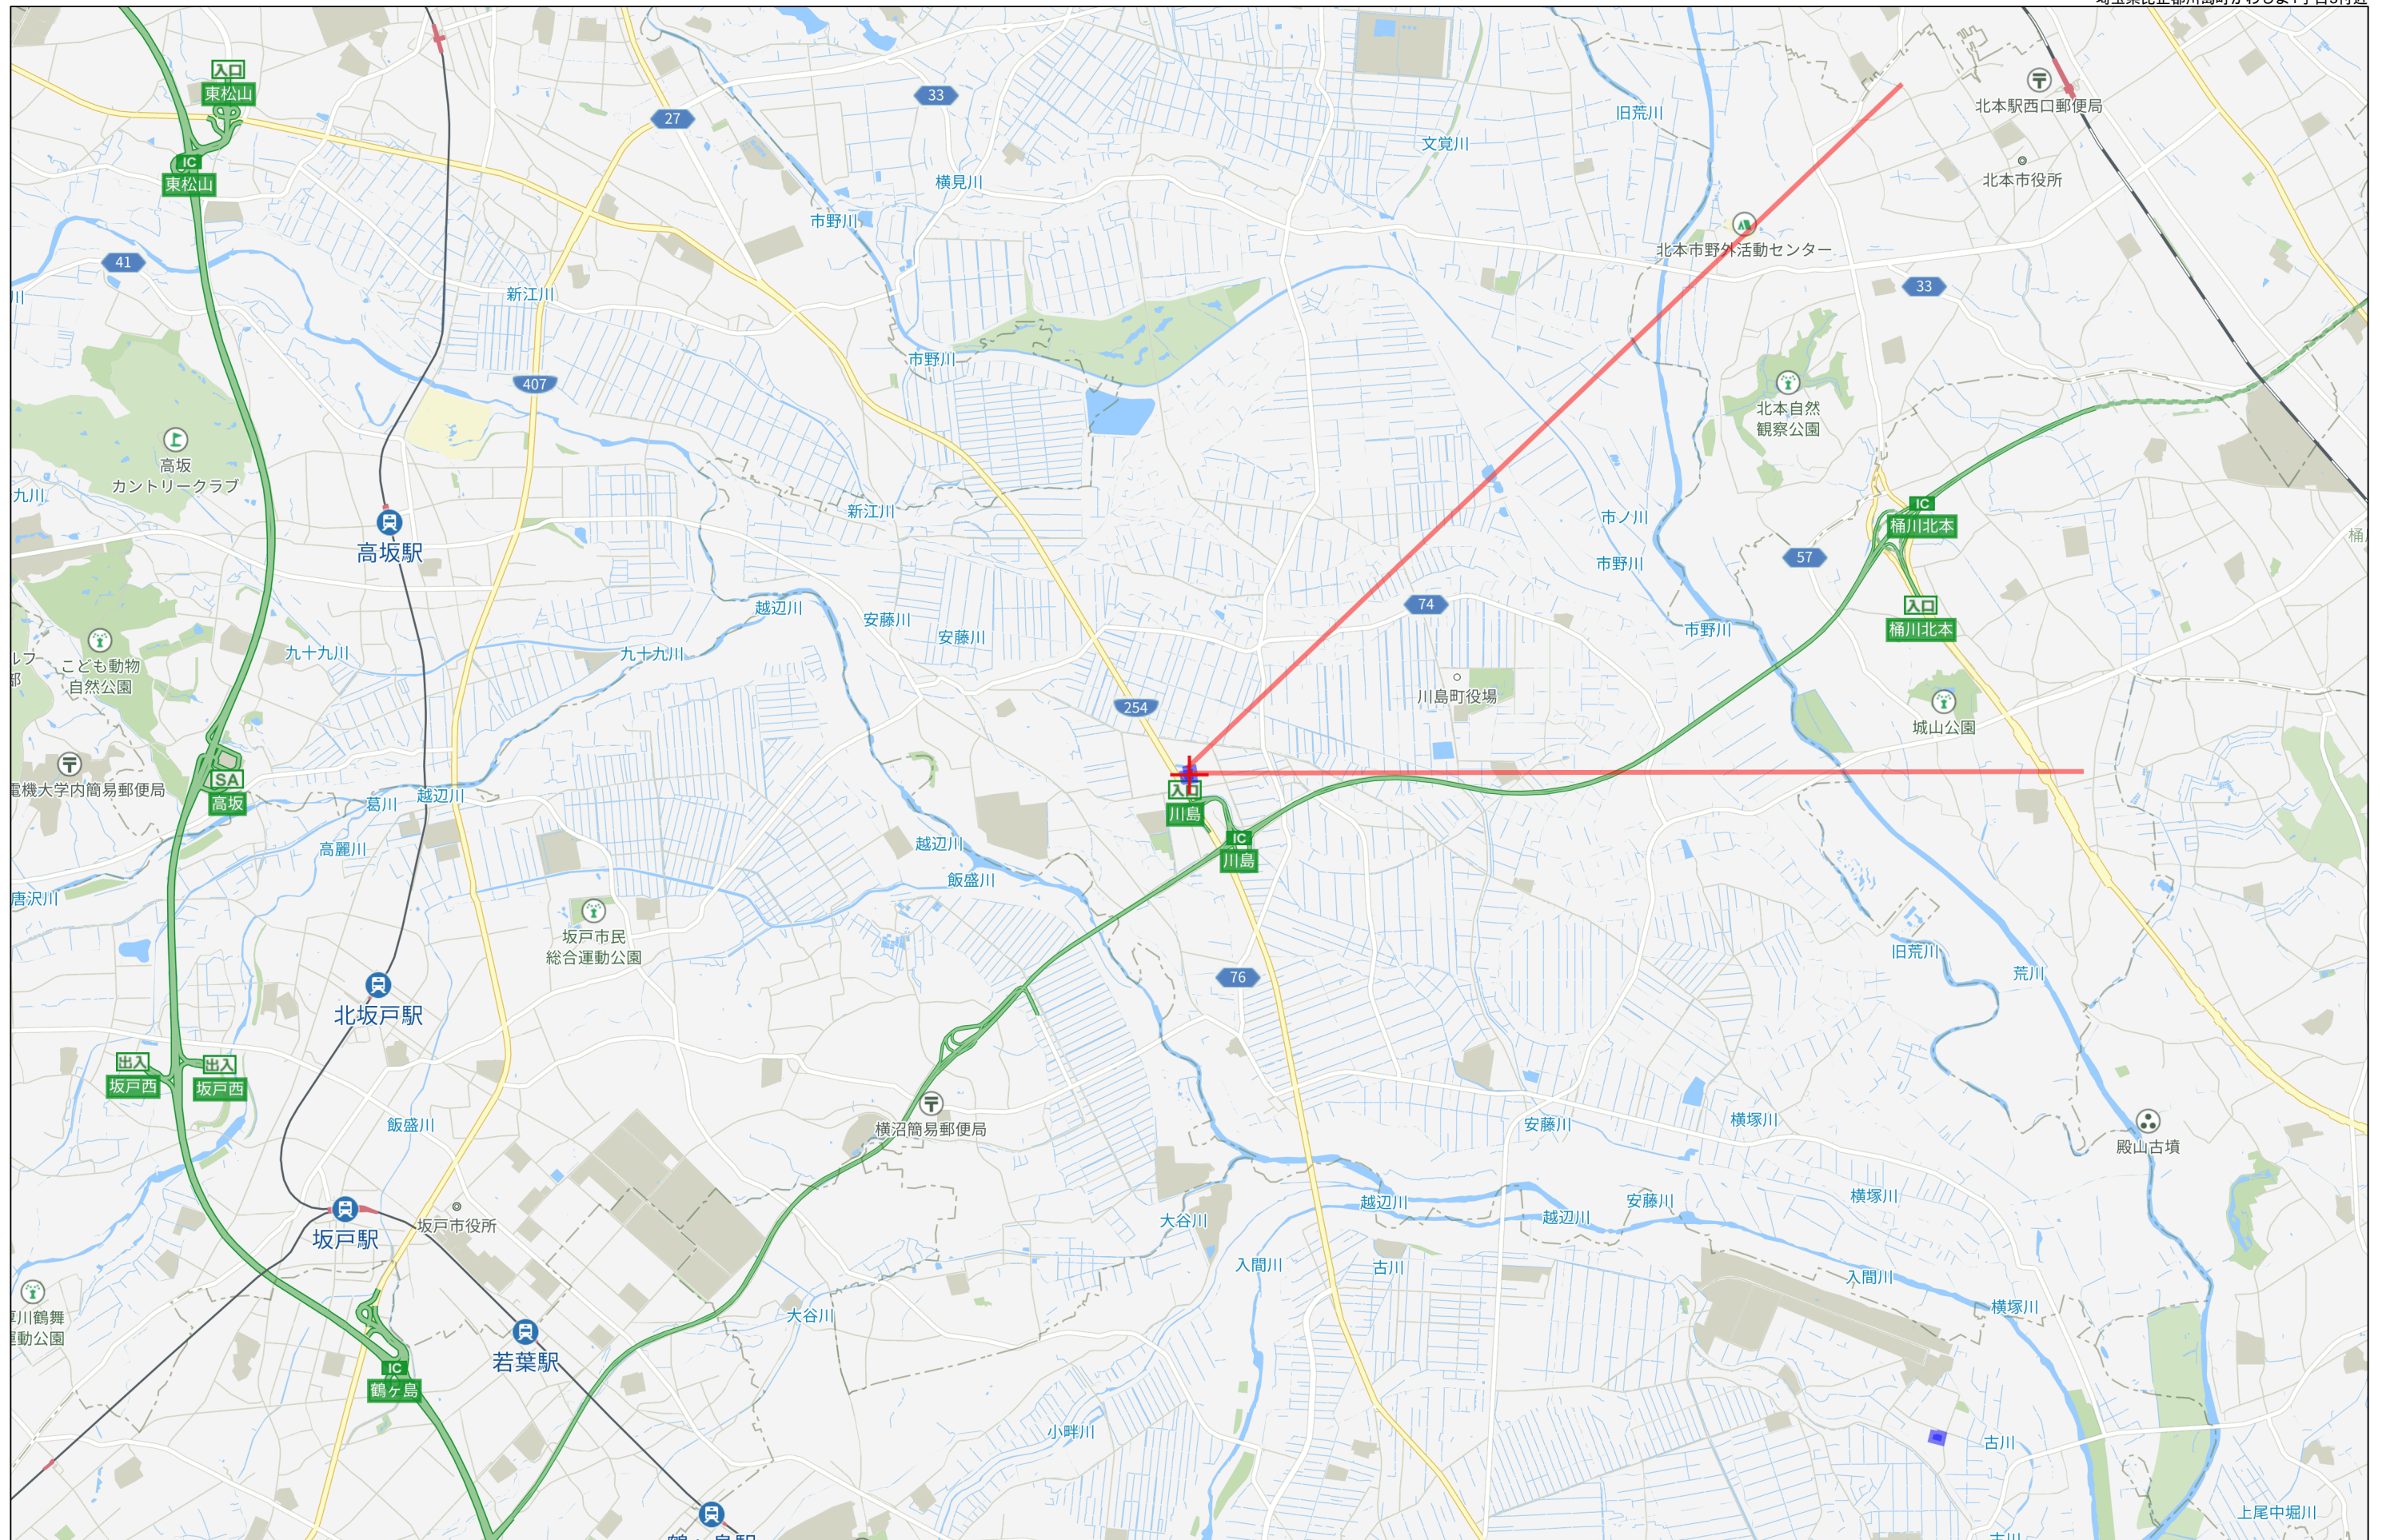 入口
東松山
IC
東松山
27
33
横見川
市野川
文覚川
旧荒川
北本駅西口郵便局
北本市役所
北本市野外活動センター
33
41
川
新江川
市野川
407
高坂
カントリークラブ
九川
高坂駅
新江川
北本自然
観察公園
IC
桶川北本
入口
桶川北本
57
市ノ川
市野川
市野川
74
越辺川
安藤川
安藤川
九十九川
九十九川
こども動物
自然公園
254
川島町役場
城山公園
電機大学内簡易郵便局
SA
高坂
葛川
越辺川
高麗川
唐沢川
入口
川島
IC
川島
越辺川
飯盛川
坂戸市民
総合運動公園
76
旧荒川
荒川
北坂戸駅
出入
坂戸西
出入
坂戸西
飯盛川
横沼簡易郵便局
安藤川
横塚川
殿山古墳
坂戸駅
坂戸市役所
大谷川
越辺川
越辺川
安藤川
横塚川
入間川
古川
入間川
横塚川
鶴舞
運動公園
大谷川
若葉駅
IC
鶴ヶ島
小畔川
古川
上尾中堀川